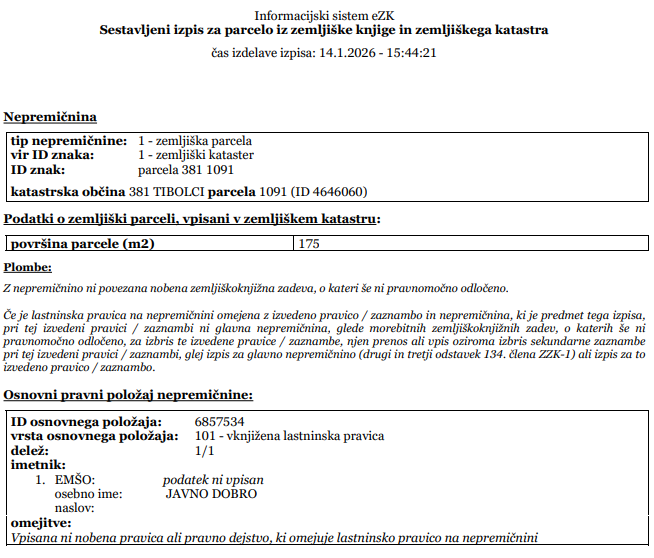 Informacijski sistem eZK
Sestavljeni izpis za parcelo iz zemljiške knjige in zemljiškega katastra
čas izdelave izpisa: 14.1.2026 - 15:44:21
Nepremičnina
tip nepremičnine: 1 - zemljiška parcela
vir ID znaka: 1 - zemljiški kataster
ID znak: parcela 381 1091
katastrska občina 381 TIBOLCI parcela 1091 (ID 4646060)
Podatki o zemljiški parceli, vpisani v zemljiškem katastru:
površina parcele (m2) 175
Plombe:
Z nepremičnino ni povezana nobena zemljiškoknjižna zadeva, o kateri še ni pravnomočno odločeno.
Če je lastninska pravica na nepremičnini omejena z izvedeno pravico / zaznambo in nepremičnina, ki je predmet tega izpisa,
pri tej izvedeni pravici / zaznambi ni glavna nepremičnina, glede morebitnih zemljiškoknjižnih zadev, o katerih še ni
pravnomočno odločeno, za izbris te izvedene pravice / zaznambe, njen prenos ali vpis oziroma izbris sekundarne zaznambe
pri tej izvedeni pravici / zaznambi, glej izpis za glavno nepremičnino (drugi in tretji odstavek 134. člena ZZK-1) ali izpis za to
izvedeno pravico / zaznambo.
Osnovni pravni položaj nepremičnine:
ID osnovnega položaja: 6857534
vrsta osnovnega položaja: 101 - vknjižena lastninska pravica
delež: 1/1
imetnik:
1. EMŠO: podatek ni vpisan
osebno ime: JAVNO DOBRO
naslov:
omejitve:
Vpisana ni nobena pravica ali pravno dejstvo, ki omejuje lastninsko pravico na nepremičnini